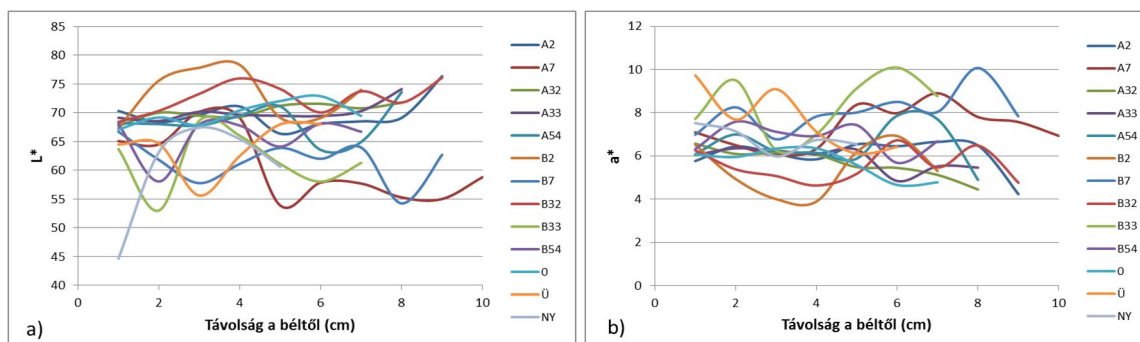 85
80
75
70
65
60
55
50
45
40
L*
0
2
4
6
8
10
Távolság a béltől (cm)
a)
A2
A7
A32
A33
A54
B2
B7
B32
B33
B54
0
Ü
NY
12
10
8
6
4
2
0
a*
0
2
4
6
8
10
Távolság a béltől (cm)
b)
A2
A7
A32
A33
A54
B2
B7
B32
B33
B54
0
Ü
NY